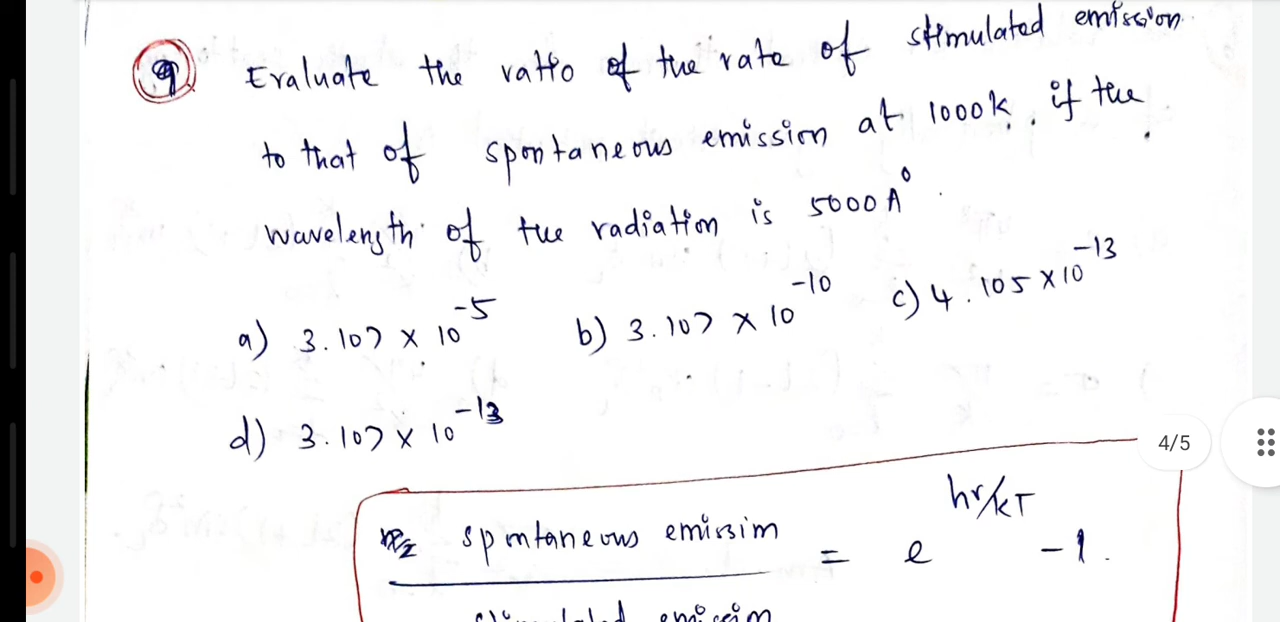 9 Evaluate the ratio of the rate of stimulated emission
to that of spontaneous emission at 1000k. if the
wavelength of the radiation is 5000A°
a) 3.107 × 10^-5 b) 3.107 × 10^-10 c) 4.105 × 10^-13
d) 3.107 × 10^-13
4/5
spontaneous emission = e^hν/kT - 1.
emission